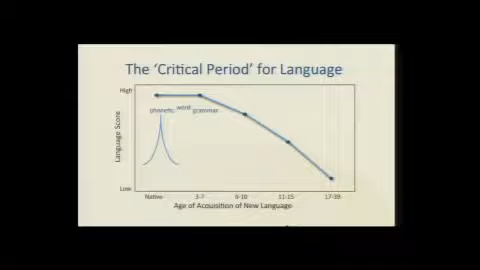 The 'Critical Period' for Language
High
phonetic word grammar
Language Score
Low
Native 3-7 8-10 11-15 17-39
Age of Acquisition of New Language